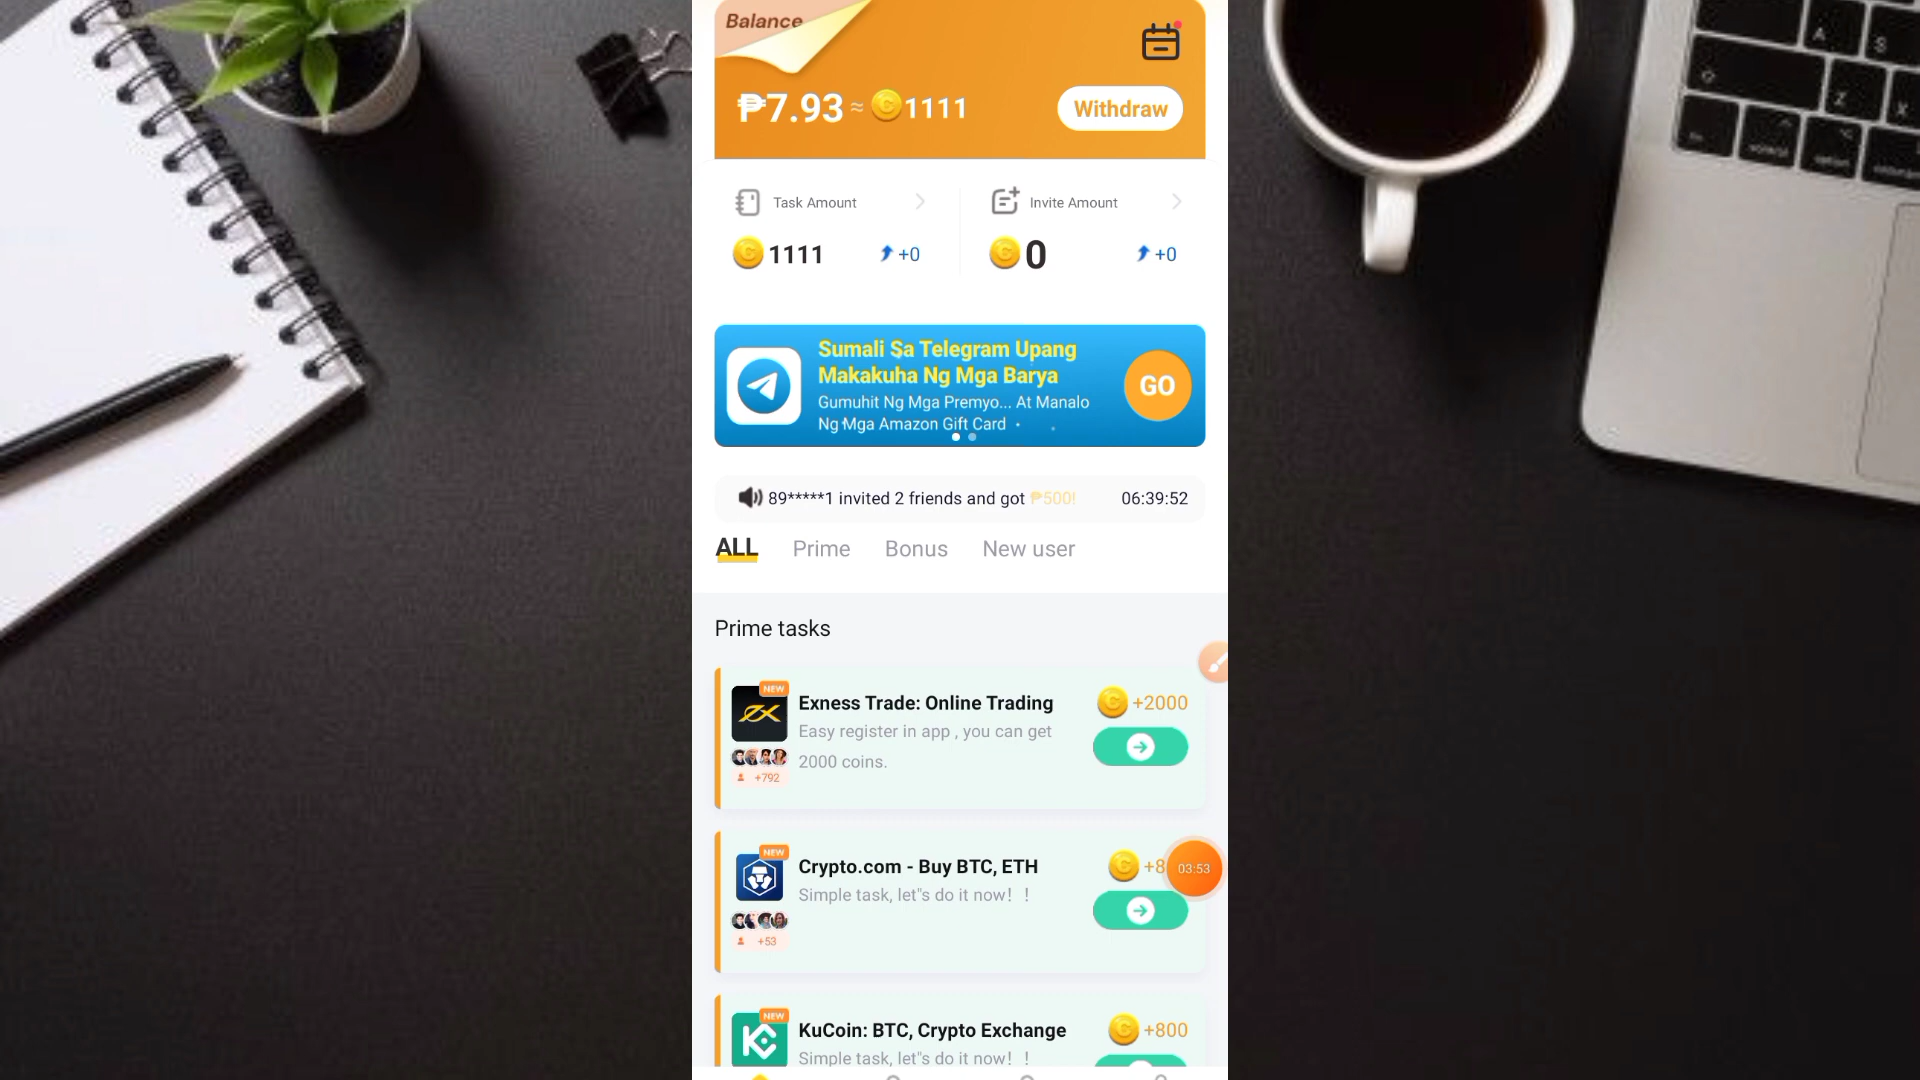 Balance
₱7.93 ≈ 1111
Withdraw
Task Amount
Invite Amount
1111
+0
0
+0
Sumali Sa Telegram Upang
Makakuha Ng Mga Barya
Gumuhit Ng Mga Premyo... At Manalo
Ng Mga Amazon Gift Card
GO
89*****1 invited 2 friends and got ₱500!
06:39:52
ALL
Prime
Bonus
New user
Prime tasks
NEW
Exness Trade: Online Trading
+2000
Easy register in app , you can get
2000 coins.
+792
NEW
Crypto.com - Buy BTC, ETH
+8
03:53
Simple task, let"s do it now! !
+53
NEW
KuCoin: BTC, Crypto Exchange
+800
Simple task, let"s do it now! !
A
S
Z
X